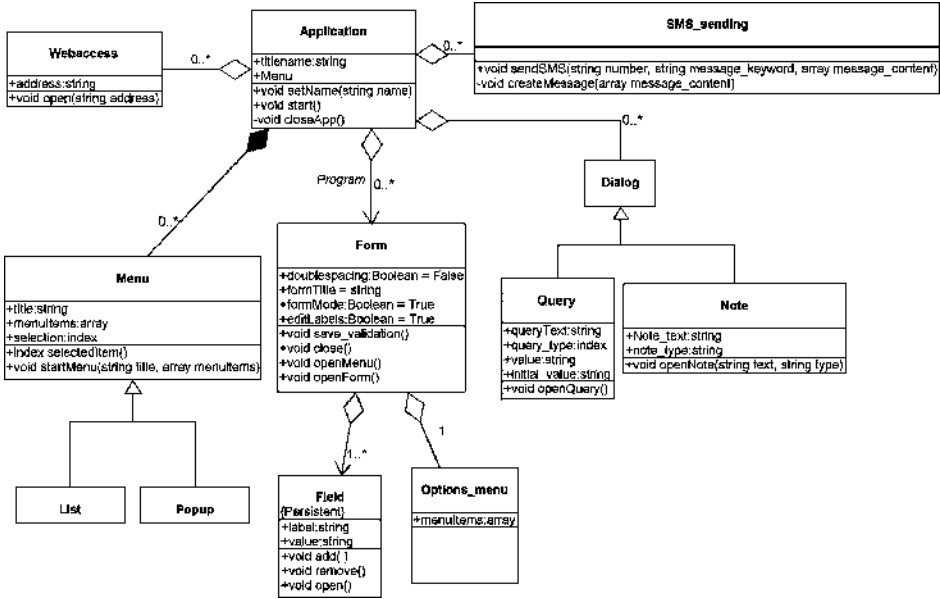 Webaccess
+address:string
+void open(string address)
0..*
Application
+titlename:string
+Menu
+void setName(string name)
+void start()
-void closeApp()
0..*
SMS_sending
+void sendSMS(string number, string message_keyword, array message_content)
-void createMessage(array message_content)
0..*
Dialog
Program
0..*
0..*
Menu
+title:string
+menuItems:array
+selection:index
+index selectedItem()
+void startMenu(string title, array menuItems)
Form
+doublespacing:Boolean = False
+formTitle = string
+formMode:Boolean = True
+editLabels:Boolean = True
+void save_validation()
+void close()
+void openMenu()
+void openForm()
Query
+queryText:string
+query_type:index
+value:string
+initial_value:string
+void openQuery()
Note
+Note_text:string
+note_type:string
+void openNote(string text, string type)
1..*
1
List
Popup
Field
{Persistent}
+label:string
+value:string
+void add( )
+void remove()
+void open()
Options_menu
+menuItems:array